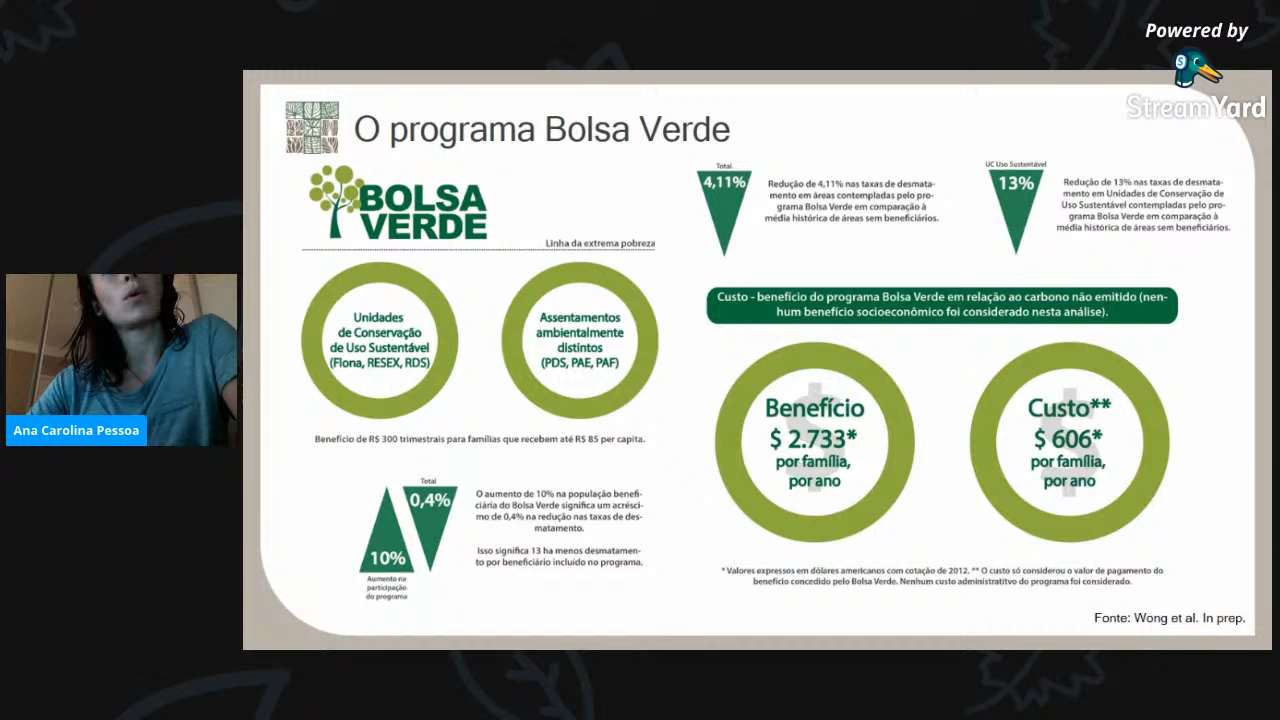 Powered by
StreamYard
O programa Bolsa Verde
BOLSA
VERDE
Linha da extrema pobreza
Unidades
de Conservação
de Uso Sustentável
(Flona, RESEX, RDS)
Assentamentos
ambientalmente
distintos
(PDS, PAE, PAF)
Benefício de R$ 300 trimestrais para famílias que recebem até R$ 85 per capita.
10%
Aumento na
participação
do programa
Total
0,4%
O aumento de 10% na população benefi-
ciária do Bolsa Verde significa um acrésci-
mo de 0,4% na redução nas taxas de des-
matamento.
Isso significa 13 ha menos desmatamen-
to por beneficiário incluído no programa.
Total
4,11%
Redução de 4,11% nas taxas de desmata-
mento em áreas contempladas pelo pro-
grama Bolsa Verde em comparação à
média histórica de áreas sem beneficiários.
UC Uso Sustentável
13%
Redução de 13% nas taxas de desmata-
mento em Unidades de Conservação de
Uso Sustentável contempladas pelo pro-
grama Bolsa Verde em comparação à
média histórica de áreas sem beneficiários.
Custo - benefício do programa Bolsa Verde em relação ao carbono não emitido (nen-
hum benefício socioeconômico foi considerado nesta análise).
$
Benefício
$ 2.733*
por família,
por ano
$
Custo**
$ 606*
por família,
por ano
* Valores expressos em dólares americanos com cotação de 2012. ** O custo só considerou o valor de pagamento do
benefício concedido pelo Bolsa Verde. Nenhum custo administratitvo do programa foi considerado.
Fonte: Wong et al. In prep.
Ana Carolina Pessoa